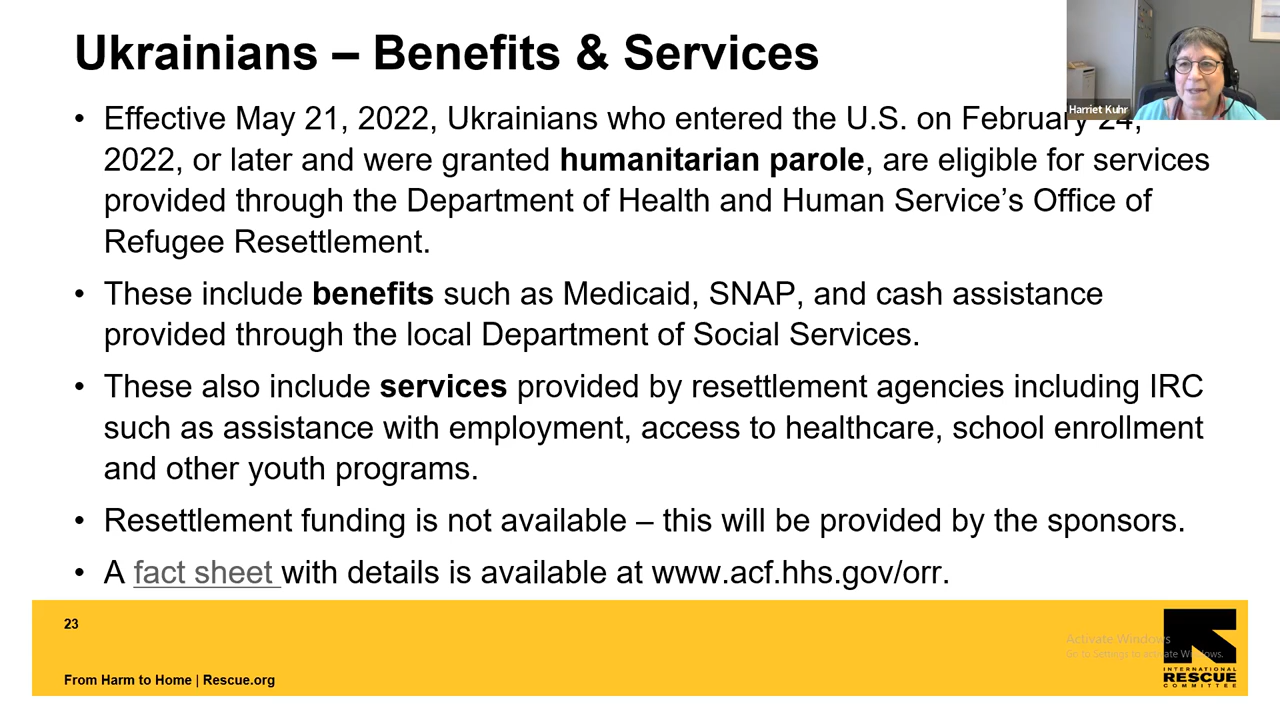 Ukrainians – Benefits & Services
Harriet Kuhr
• Effective May 21, 2022, Ukrainians who entered the U.S. on February 24,
2022, or later and were granted humanitarian parole, are eligible for services
provided through the Department of Health and Human Service’s Office of
Refugee Resettlement.
• These include benefits such as Medicaid, SNAP, and cash assistance
provided through the local Department of Social Services.
• These also include services provided by resettlement agencies including IRC
such as assistance with employment, access to healthcare, school enrollment
and other youth programs.
• Resettlement funding is not available – this will be provided by the sponsors.
• A fact sheet with details is available at www.acf.hhs.gov/orr.
23
Activate Windows
Go to Settings to activate Windows.
From Harm to Home | Rescue.org
INTERNATIONAL
RESCUE
COMMITTEE